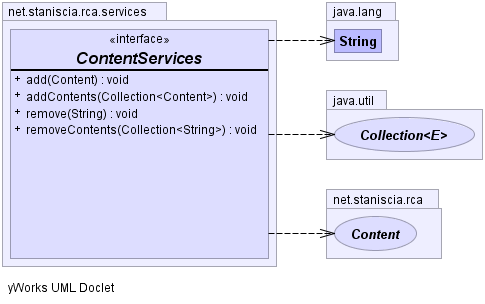 net.staniscia.rca.services
«interface»
ContentServices
+ add(Content) : void
+ addContents(Collection<Content>) : void
+ remove(String) : void
+ removeContents(Collection<String>) : void
java.lang
String
java.util
Collection<E>
net.staniscia.rca
Content
yWorks UML Doclet